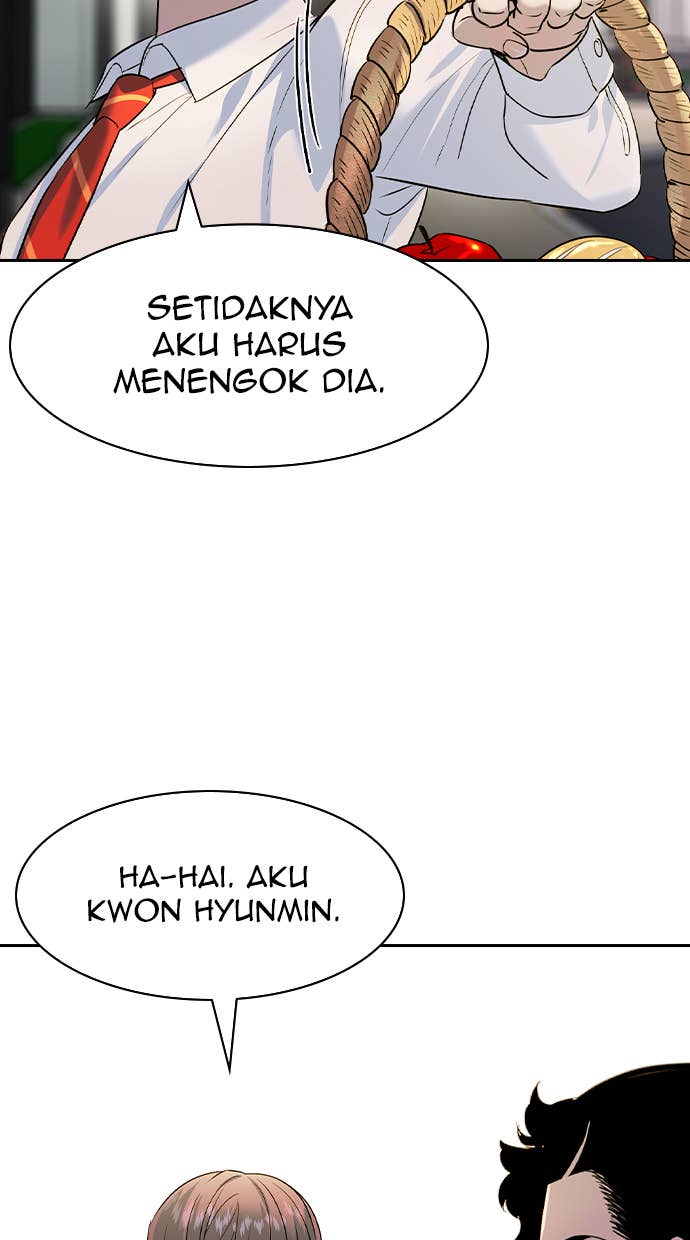 SETIDAKNYA
AKU HARUS
MENENGOK DIA.
HA-HAI. AKU
KWON HYUNMIN.